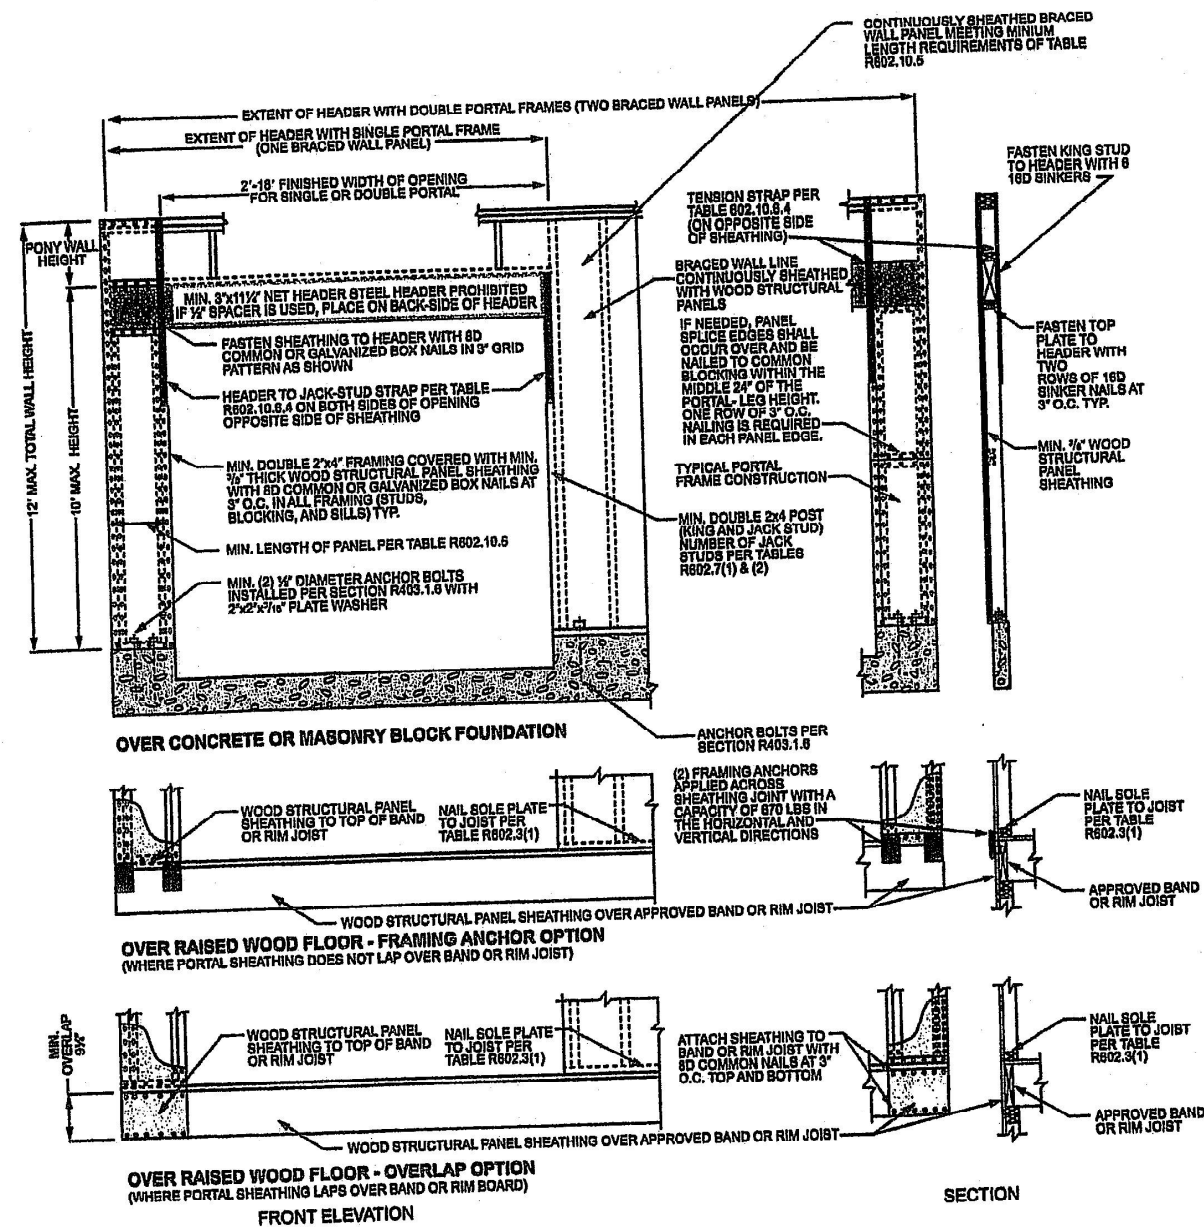 CONTINUOUSLY SHEATHED BRACED
WALL PANEL MEETING MINIUM
LENGTH REQUIREMENTS OF TABLE
R602.10.5
EXTENT OF HEADER WITH DOUBLE PORTAL FRAMES (TWO BRACED WALL PANELS)
EXTENT OF HEADER WITH SINGLE PORTAL FRAME
(ONE BRACED WALL PANEL)
2'-18' FINISHED WIDTH OF OPENING
FOR SINGLE OR DOUBLE PORTAL
FASTEN KING STUD
TO HEADER WITH 6
16D SINKERS
TENSION STRAP PER
TABLE 602.10.6.4
(ON OPPOSITE SIDE
OF SHEATHING)
PONY WALL
HEIGHT
BRACED WALL LINE
CONTINUOUSLY SHEATHED
WITH WOOD STRUCTURAL
PANELS
MIN. 3"x11¼" NET HEADER STEEL HEADER PROHIBITED
IF ½" SPACER IS USED, PLACE ON BACK-SIDE OF HEADER
FASTEN SHEATHING TO HEADER WITH 8D
COMMON OR GALVANIZED BOX NAILS IN 3" GRID
PATTERN AS SHOWN
IF NEEDED, PANEL
SPLICE EDGES SHALL
OCCUR OVER AND BE
NAILED TO COMMON
BLOCKING WITHIN THE
MIDDLE 24" OF THE
PORTAL- LEG HEIGHT.
ONE ROW OF 3" O.C.
NAILING IS REQUIRED
IN EACH PANEL EDGE.
FASTEN TOP
PLATE TO
HEADER WITH
TWO
ROWS OF 16D
SINKER NAILS AT
3" O.C. TYP.
HEADER TO JACK-STUD STRAP PER TABLE
R602.10.6.4 ON BOTH SIDES OF OPENING
OPPOSITE SIDE OF SHEATHING
12' MAX. TOTAL WALL HEIGHT
10' MAX. HEIGHT
MIN. DOUBLE 2"x4" FRAMING COVERED WITH MIN.
⅜" THICK WOOD STRUCTURAL PANEL SHEATHING
WITH 8D COMMON OR GALVANIZED BOX NAILS AT
3" O.C. IN ALL FRAMING (STUDS,
BLOCKING, AND SILLS) TYP.
MIN. ⅜" WOOD
STRUCTURAL
PANEL
SHEATHING
TYPICAL PORTAL
FRAME CONSTRUCTION
MIN. LENGTH OF PANEL PER TABLE R602.10.5
MIN. DOUBLE 2x4 POST
(KING AND JACK STUD)
NUMBER OF JACK
STUDS PER TABLES
R602.7(1) & (2)
MIN. (2) ½" DIAMETER ANCHOR BOLTS
INSTALLED PER SECTION R403.1.6 WITH
2"x2"x³⁄₁₆" PLATE WASHER
OVER CONCRETE OR MASONRY BLOCK FOUNDATION
ANCHOR BOLTS PER
SECTION R403.1.6
WOOD STRUCTURAL PANEL
SHEATHING TO TOP OF BAND
OR RIM JOIST
NAIL SOLE PLATE
TO JOIST PER
TABLE R602.3(1)
(2) FRAMING ANCHORS
APPLIED ACROSS
SHEATHING JOINT WITH A
CAPACITY OF 670 LBS IN
THE HORIZONTAL AND
VERTICAL DIRECTIONS
NAIL SOLE
PLATE TO JOIST
PER TABLE
R602.3(1)
APPROVED BAND
OR RIM JOIST
WOOD STRUCTURAL PANEL SHEATHING OVER APPROVED BAND OR RIM JOIST
OVER RAISED WOOD FLOOR - FRAMING ANCHOR OPTION
(WHERE PORTAL SHEATHING DOES NOT LAP OVER BAND OR RIM JOIST)
MIN.
OVERLAP
9¼"
WOOD STRUCTURAL PANEL
SHEATHING TO TOP OF BAND
OR RIM JOIST
NAIL SOLE PLATE
TO JOIST PER
TABLE R602.3(1)
ATTACH SHEATHING TO
BAND OR RIM JOIST WITH
8D COMMON NAILS AT 3"
O.C. TOP AND BOTTOM
NAIL SOLE
PLATE TO JOIST
PER TABLE
R602.3(1)
APPROVED BAND
OR RIM JOIST
WOOD STRUCTURAL PANEL SHEATHING OVER APPROVED BAND OR RIM JOIST
OVER RAISED WOOD FLOOR - OVERLAP OPTION
(WHERE PORTAL SHEATHING LAPS OVER BAND OR RIM BOARD)
FRONT ELEVATION
SECTION